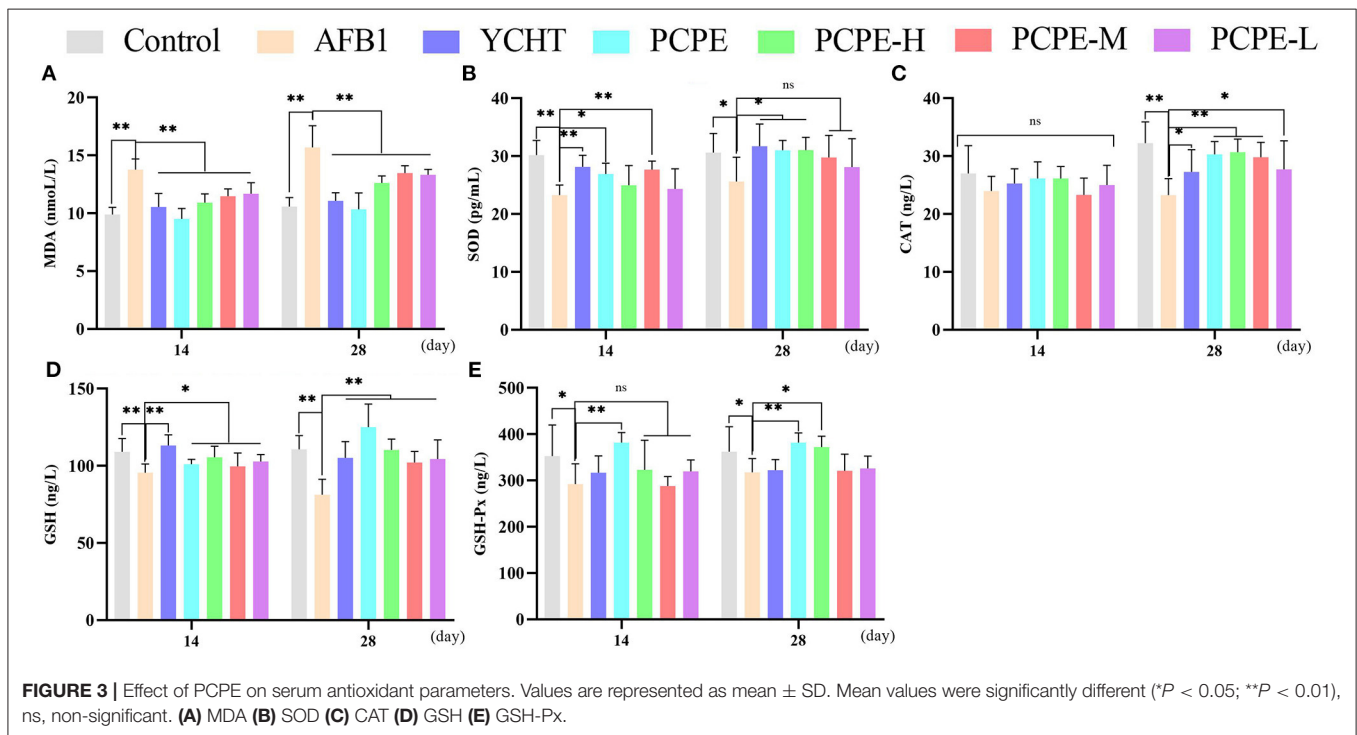 Control AFB1 YCHT PCPE PCPE-H PCPE-M PCPE-L
A
MDA (nmoL/L)
20
15
10
5
0
** ** ** **
14 28 (day)
B
SOD (pg/mL)
40
30
20
10
0
** ** * ** * * ns
14 28 (day)
C
CAT (ng/L)
40
30
20
10
0
ns ** * ** *
14 28 (day)
D
GSH (ng/L)
150
100
50
0
** ** * ** **
14 28 (day)
E
GSH-Px (ng/L)
500
400
300
200
100
0
* ** ns * ** *
14 28 (day)
FIGURE 3 | Effect of PCPE on serum antioxidant parameters. Values are represented as mean ± SD. Mean values were significantly different (*P < 0.05; **P < 0.01),
ns, non-significant. (A) MDA (B) SOD (C) CAT (D) GSH (E) GSH-Px.